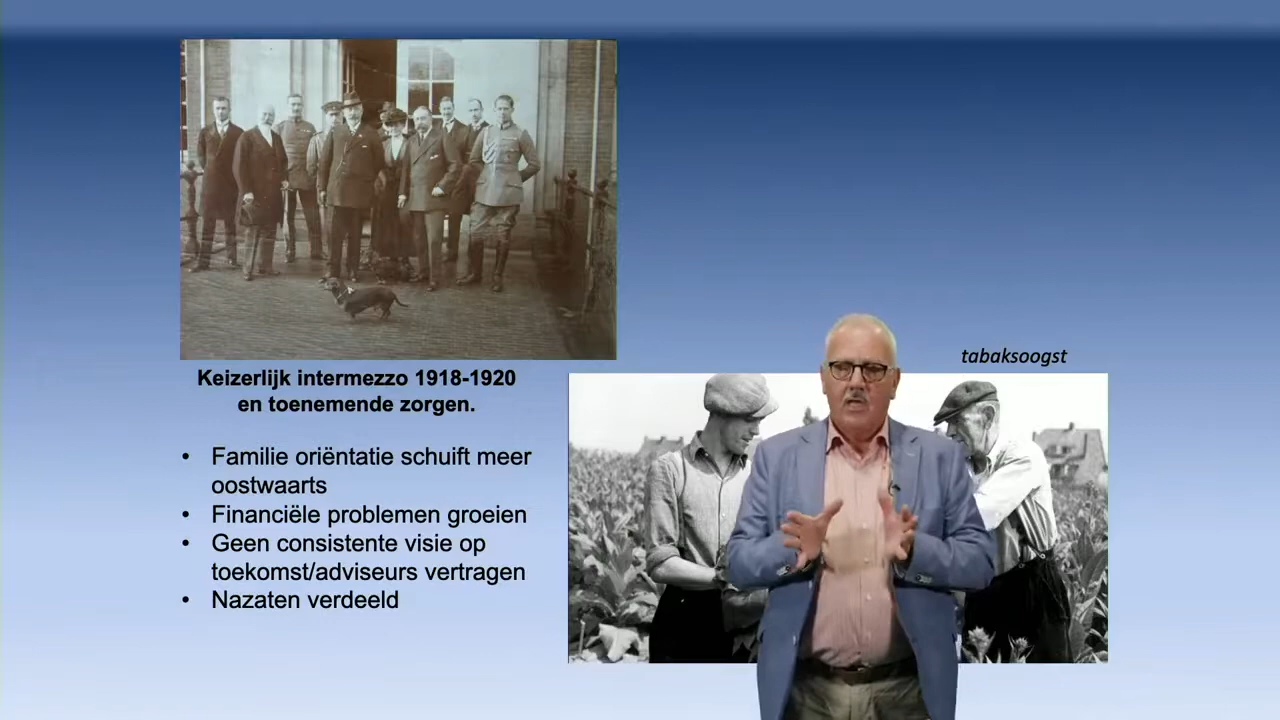 tabaksoogst
Keizerlijk intermezzo 1918-1920
en toenemende zorgen.
• Familie oriëntatie schuift meer
oostwaarts
• Financiële problemen groeien
• Geen consistente visie op
toekomst/adviseurs vertragen
• Nazaten verdeeld